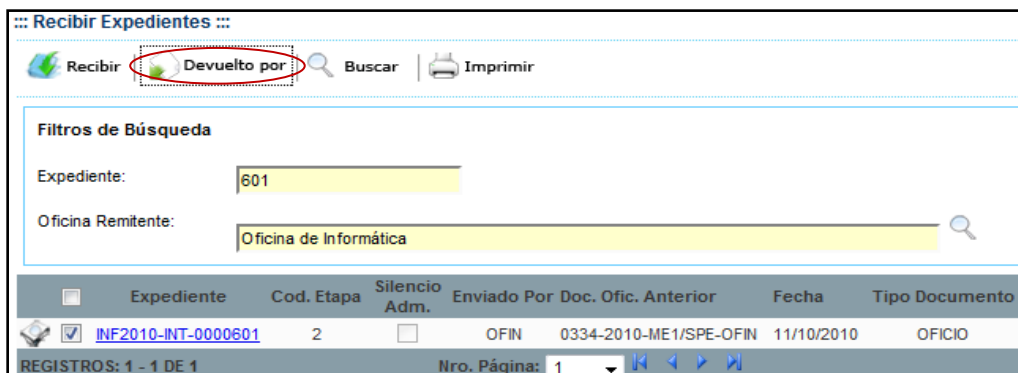 ::: Recibir Expedientes :::
Recibir Devuelto por Buscar Imprimir
Filtros de Búsqueda
Expediente: 601
Oficina Remitente: Oficina de Informática
Expediente Cod. Etapa Silencio Adm. Enviado Por Doc. Ofic. Anterior Fecha Tipo Documento
INF2010-INT-0000601 2 OFIN 0334-2010-ME1/SPE-OFIN 11/10/2010 OFICIO
REGISTROS: 1 - 1 DE 1 Nro. Página: 1